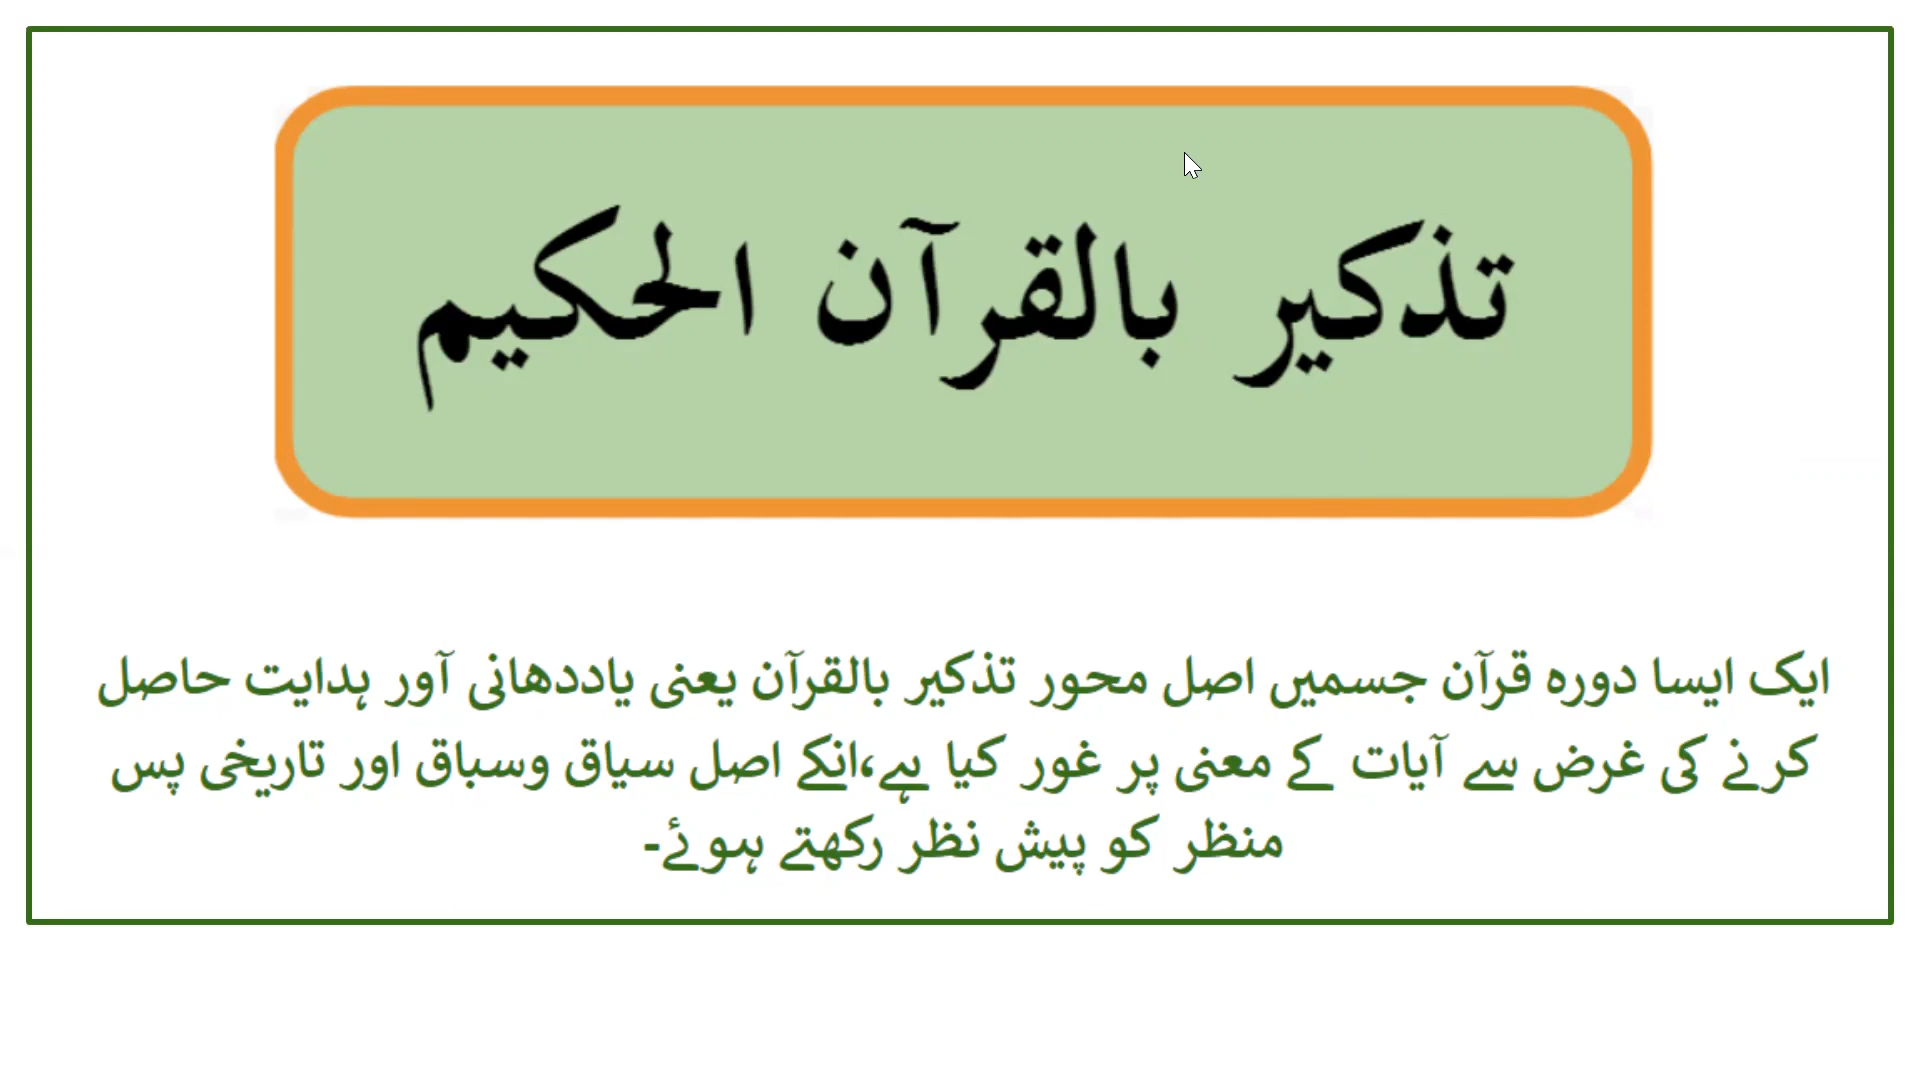 تذکیر بالقرآن الحکیم
ایک ایسا دورہ قرآن جسمیں اصل محور تذکیر بالقرآن یعنی یاددھانی آور ہدایت حاصل
کرنے کی غرض سے آیات کے معنی پر غور کیا ہے،انکے اصل سیاق وسباق اور تاریخی پس
منظر کو پیش نظر رکھتے ہوئے-